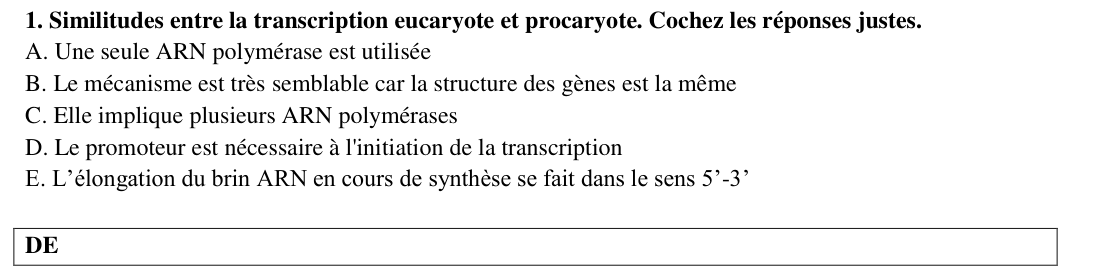 1. Similitudes entre la transcription eucaryote et procaryote. Cochez les réponses justes.
A. Une seule ARN polymérase est utilisée
B. Le mécanisme est très semblable car la structure des gènes est la même
C. Elle implique plusieurs ARN polymérases
D. Le promoteur est nécessaire à l'initiation de la transcription
E. L’élongation du brin ARN en cours de synthèse se fait dans le sens 5’-3’
DE